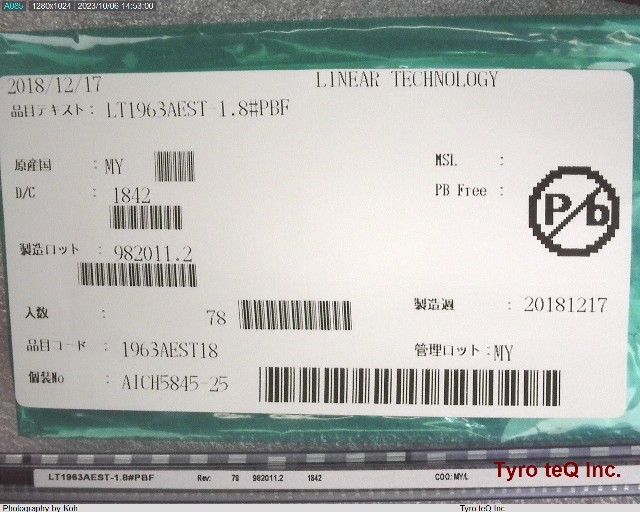 A085 1280x1024 2023/10/06 14:53:00
2018/12/17 LINEAR TECHNOLOGY
品目テキスト: LT1963AEST-1.8#PBF
原産国 : MY MSL :
D/C : 1842 PB Free : Pb
製造ロット : 982011.2
入数 : 78 製造週 : 20181217
品目コード : 1963AEST18 管理ロット:MY
個装No : AICH5845-25
LT1963AEST-1.8#PBF Rev: 78 982011.2 1842 COO: MY/L Tyro teQ Inc.
Photography by Koh Tyro teQ Inc